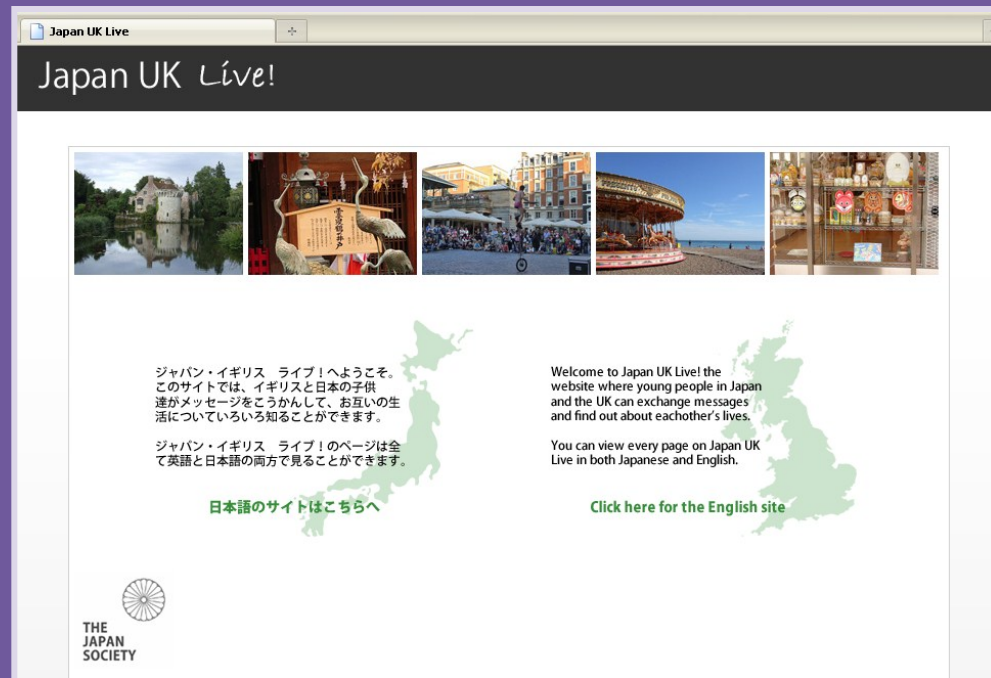 Japan UK Live
Japan UK Live!
ジャパン・イギリス　ライブ！へようこそ。
このサイトでは、イギリスと日本の子供
達がメッセージをこうかんして、お互いの生
活についていろいろ知ることができます。
ジャパン・イギリス　ライブ！のページは全
て英語と日本語の両方で見ることができます。
日本語のサイトはこちらへ
Welcome to Japan UK Live! the
website where young people in Japan
and the UK can exchange messages
and find out about eachother's lives.
You can view every page on Japan UK
Live in both Japanese and English.
Click here for the English site
THE
JAPAN
SOCIETY